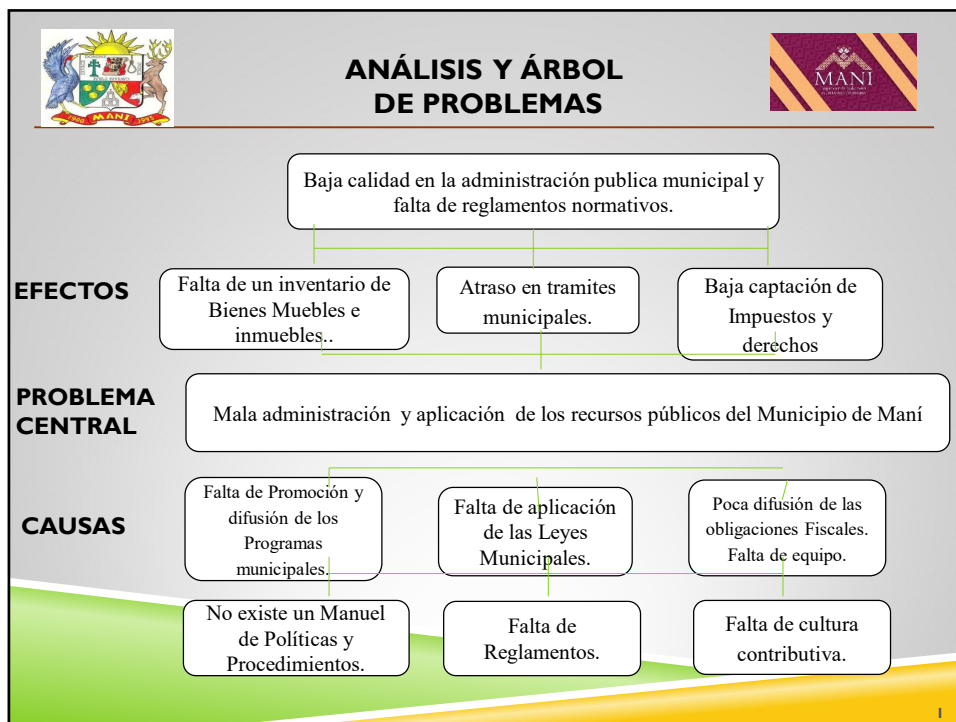 ANÁLISIS Y ÁRBOL
DE PROBLEMAS
MANI
1980
MANI
1995
Baja calidad en la administración publica municipal y
falta de reglamentos normativos.
EFECTOS
Falta de un inventario de
Bienes Muebles e
inmuebles..
Atraso en tramites
municipales.
Baja captación de
Impuestos y
derechos
PROBLEMA
CENTRAL
Mala administración y aplicación de los recursos públicos del Municipio de Maní
CAUSAS
Falta de Promoción y
difusión de los
Programas
municipales.
Falta de aplicación
de las Leyes
Municipales.
Poca difusión de las
obligaciones Fiscales.
Falta de equipo.
No existe un Manuel
de Políticas y
Procedimientos.
Falta de
Reglamentos.
Falta de cultura
contributiva.
1